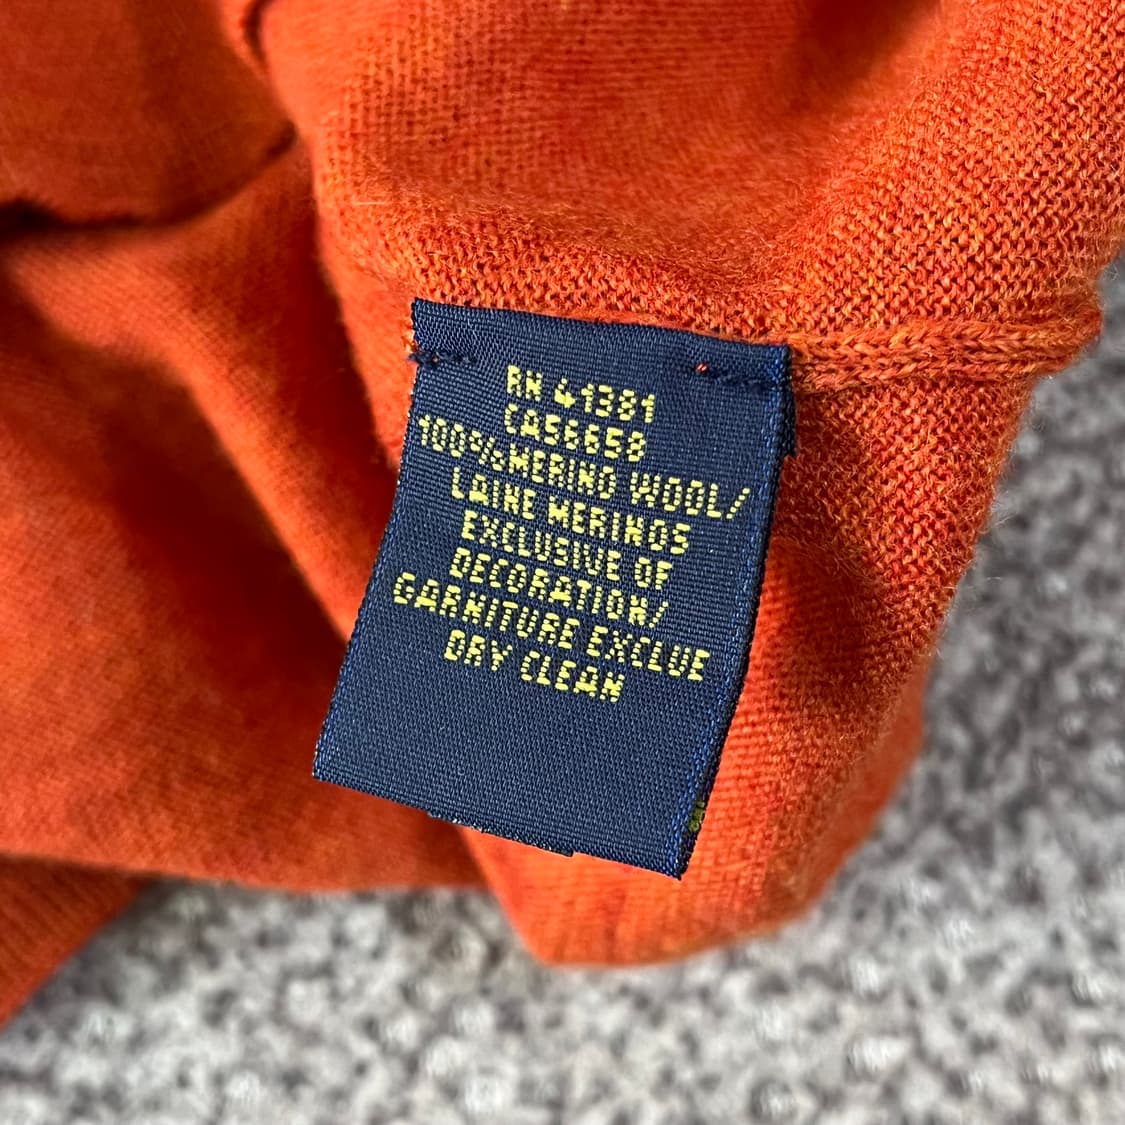 RN 41381
CA56658
100% MERINO WOOL/
LAINE MERINOS
EXCLUSIVE OF
DECORATION/
GARNITURE EXCLUE
DRY CLEAN